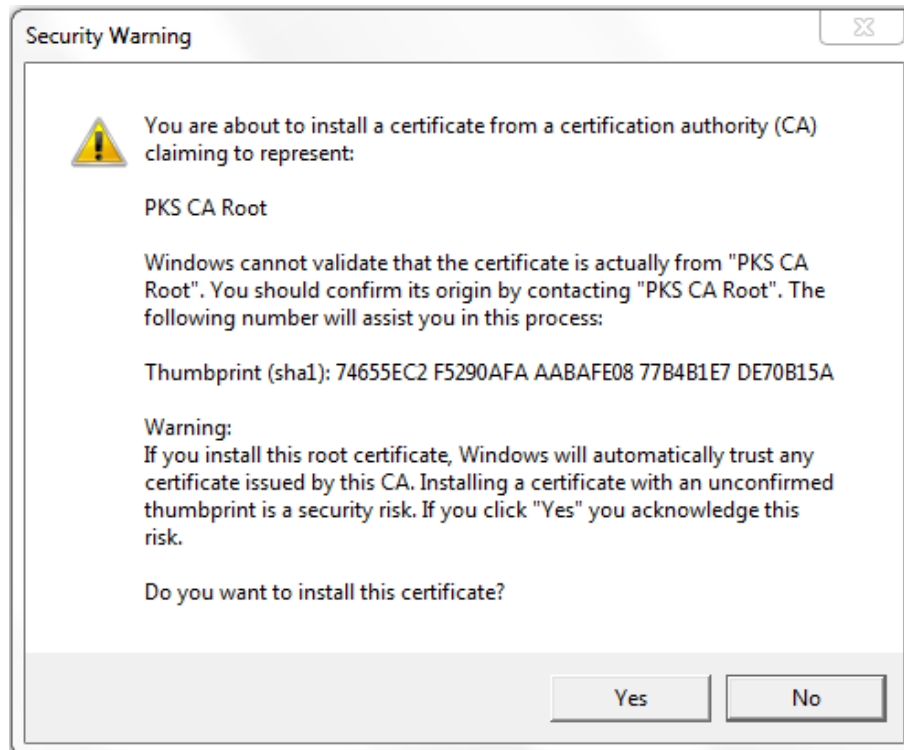 Security Warning
You are about to install a certificate from a certification authority (CA)
claiming to represent:
PKS CA Root
Windows cannot validate that the certificate is actually from "PKS CA
Root". You should confirm its origin by contacting "PKS CA Root". The
following number will assist you in this process:
Thumbprint (sha1): 74655EC2 F5290AFA AABAFE08 77B4B1E7 DE70B15A
Warning:
If you install this root certificate, Windows will automatically trust any
certificate issued by this CA. Installing a certificate with an unconfirmed
thumbprint is a security risk. If you click "Yes" you acknowledge this
risk.
Do you want to install this certificate?
Yes
No